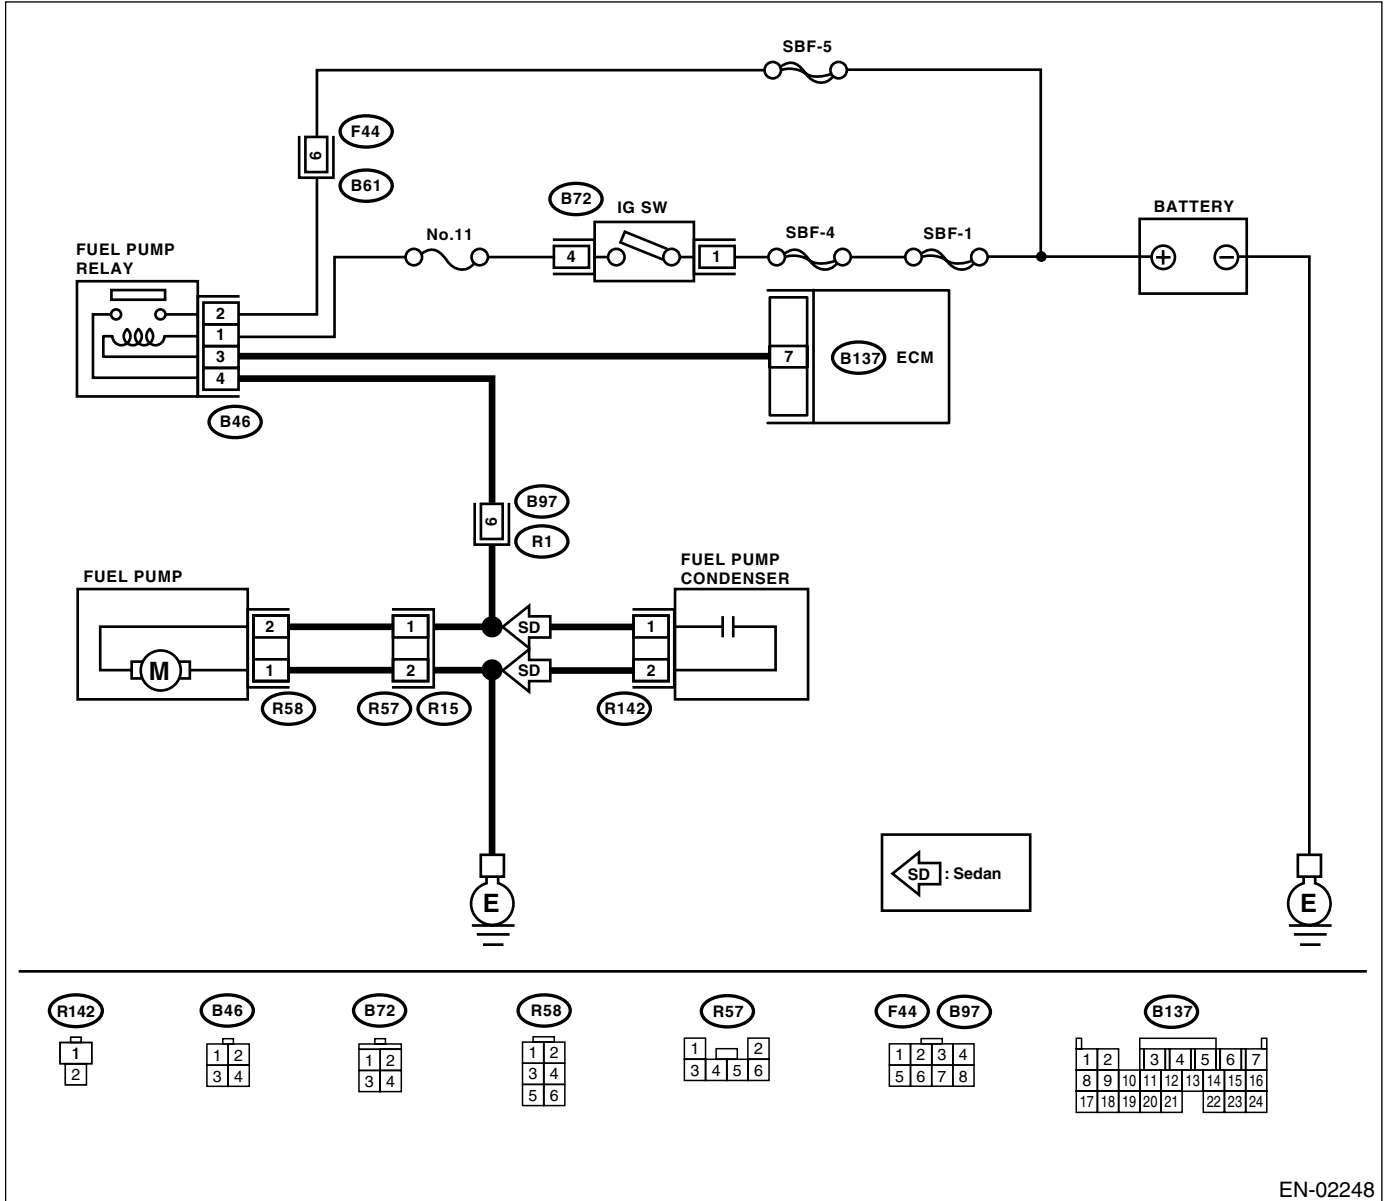 SBF-5
F44
6
B61
B72
IG SW
BATTERY
No.11
SBF-4
SBF-1
4
1
+
−
FUEL PUMP
RELAY
2
1
3
4
7
B137
ECM
B46
B97
6
R1
FUEL PUMP
FUEL PUMP
CONDENSER
2
1
SD
1
M
1
2
SD
2
R58
R57
R15
R142
SD : Sedan
E
E
R142
B46
B72
R58
R57
F44
B97
B137
1
2
1 2
3 4
1 2
3 4
1 2
3 4
5 6
1 2
3 4 5 6
1 2 3 4
5 6 7 8
1 2 3 4 5 6 7
8 9 10 11 12 13 14 15 16
17 18 19 20 21 22 23 24
EN-02248